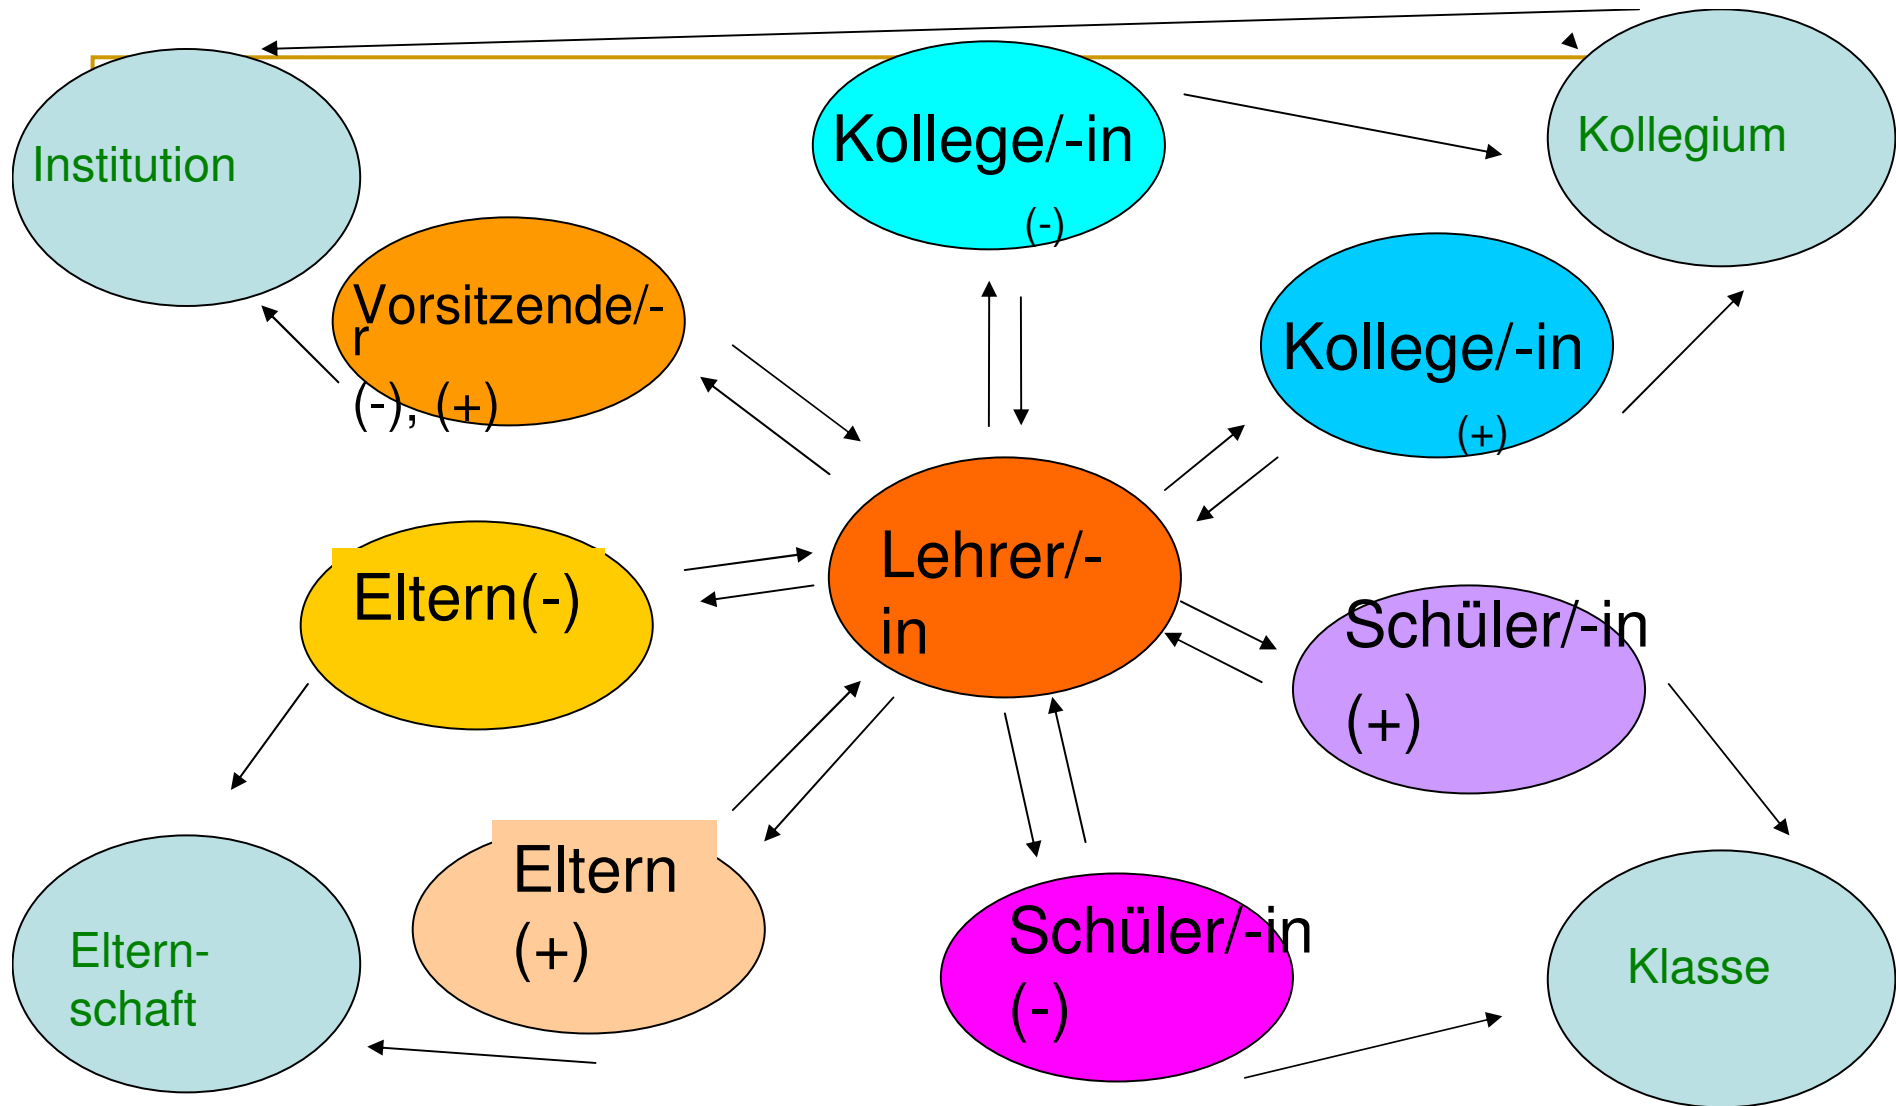 Institution
Kollege/-in
(-)
Kollegium
Vorsitzende/-
r
(-), (+)
Kollege/-in
(+)
Lehrer/-
in
Eltern(-)
Schüler/-in
(+)
Eltern
(+)
Schüler/-in
(-)
Eltern-
schaft
Klasse